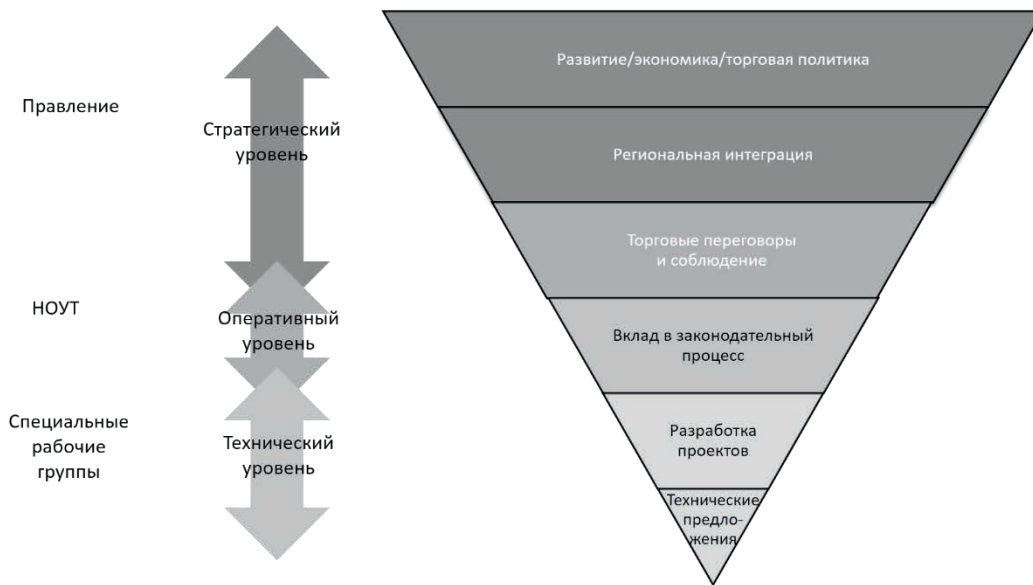 Правление
Стратегический
уровень
Развитие/экономика/торговая политика
Региональная интеграция
Торговые переговоры
и соблюдение
НОУТ
Оперативный
уровень
Вклад в законодательный
процесс
Специальные
рабочие
группы
Технический
уровень
Разработка
проектов
Технические
предло-
жения